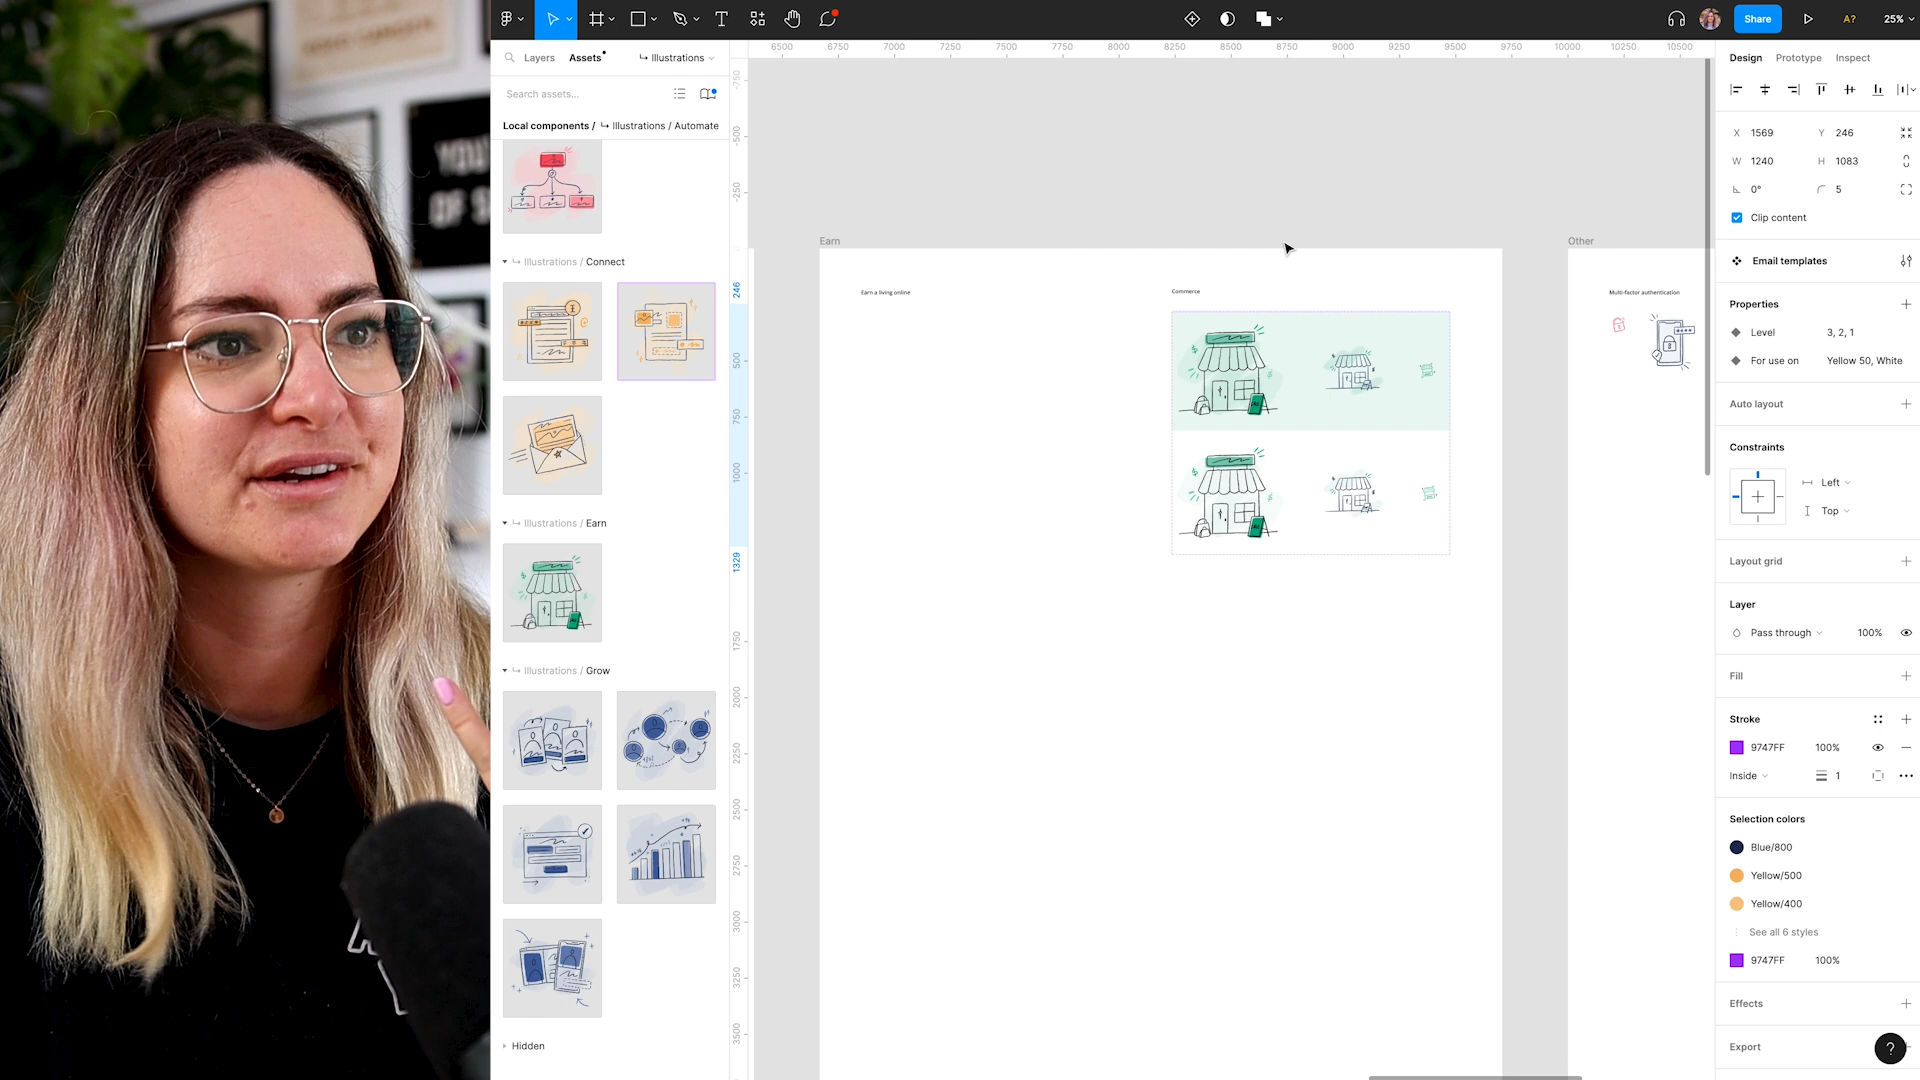 Share
A?
25%
Layers
Assets
Illustrations
6500
6750
7000
7250
7500
7750
8000
8250
8500
8750
9000
9250
9500
9750
10000
10250
10500
Design
Prototype
Inspect
Search assets...
Local components / ↳ Illustrations / Automate
↳ Illustrations / Connect
↳ Illustrations / Earn
↳ Illustrations / Grow
Hidden
-750
-500
-250
246
500
750
1000
1329
1750
2000
2250
2500
2750
3000
3250
3500
Earn
Other
Earn a living online
Commerce
Multi-factor authentication
X 1569
Y 246
W 1240
H 1083
0°
5
Clip content
Email templates
Properties
Level
3, 2, 1
For use on
Yellow 50, White
Auto layout
Constraints
Left
Top
Layout grid
Layer
Pass through
100%
Fill
Stroke
9747FF
100%
Inside
1
Selection colors
Blue/800
Yellow/500
Yellow/400
See all 6 styles
9747FF
100%
Effects
Export
?